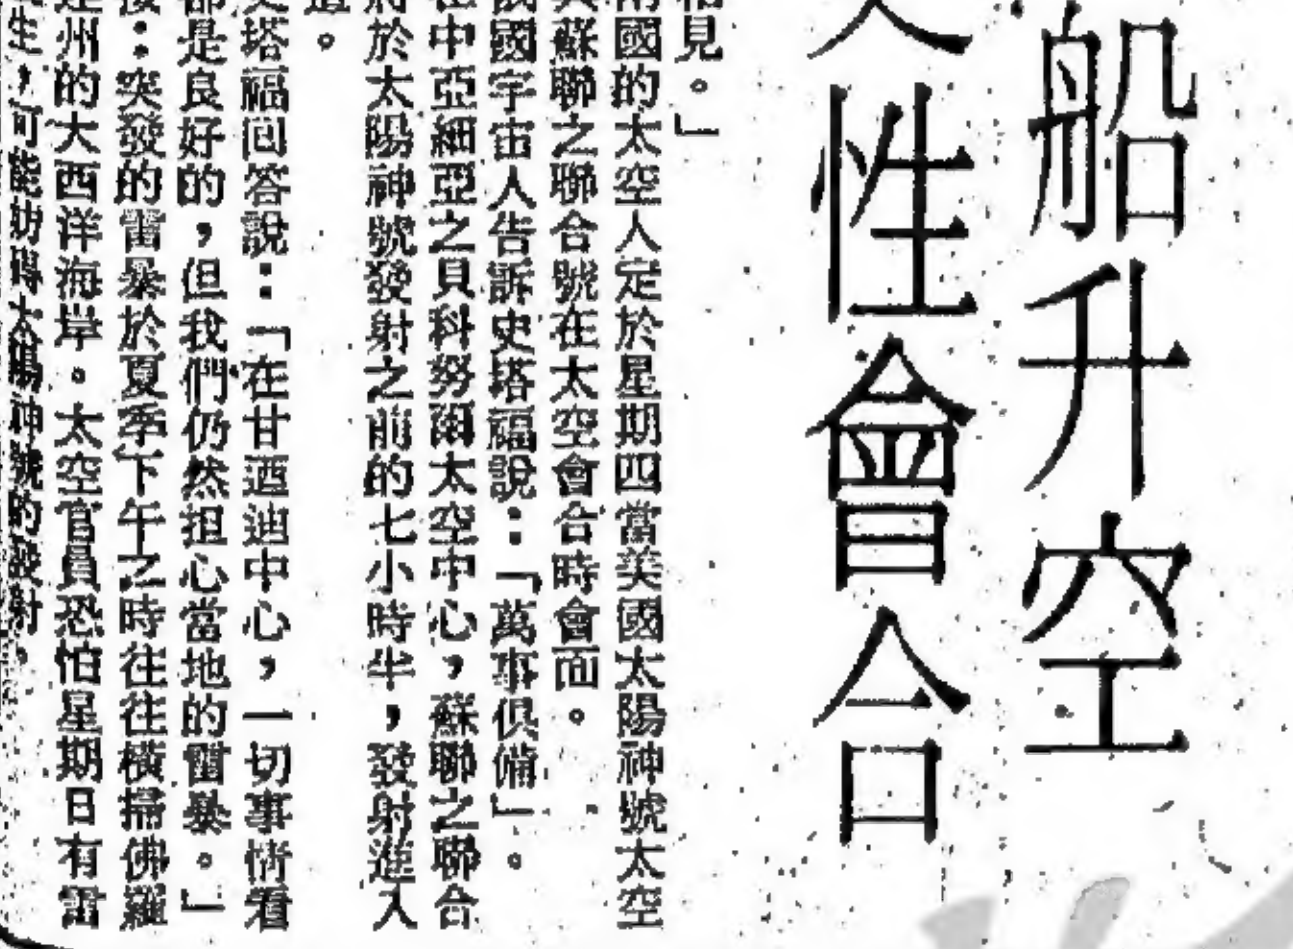 船升空
性會合
相見。」
兩國的太空人定於星期四當美國太陽神號太空
與蘇聯之聯合號在太空會合時會面。
俄國宇宙人告訴史塔福說:「萬事俱備」。
在中亞細亞之貝科努爾太空中心,蘇聯之聯合
將於太陽神號發射之前的七小時半,發射進入
道。
史塔福回答說:「在甘迺迪中心,一切事情看
都是良好的,但我們仍然担心當地的雷暴。」
接:突發的雷暴於夏季下午之時往往橫掃佛羅
達州的大西洋海岸。太空官員恐怕星期日有雷
生,可能妨碍太陽神號的發射。